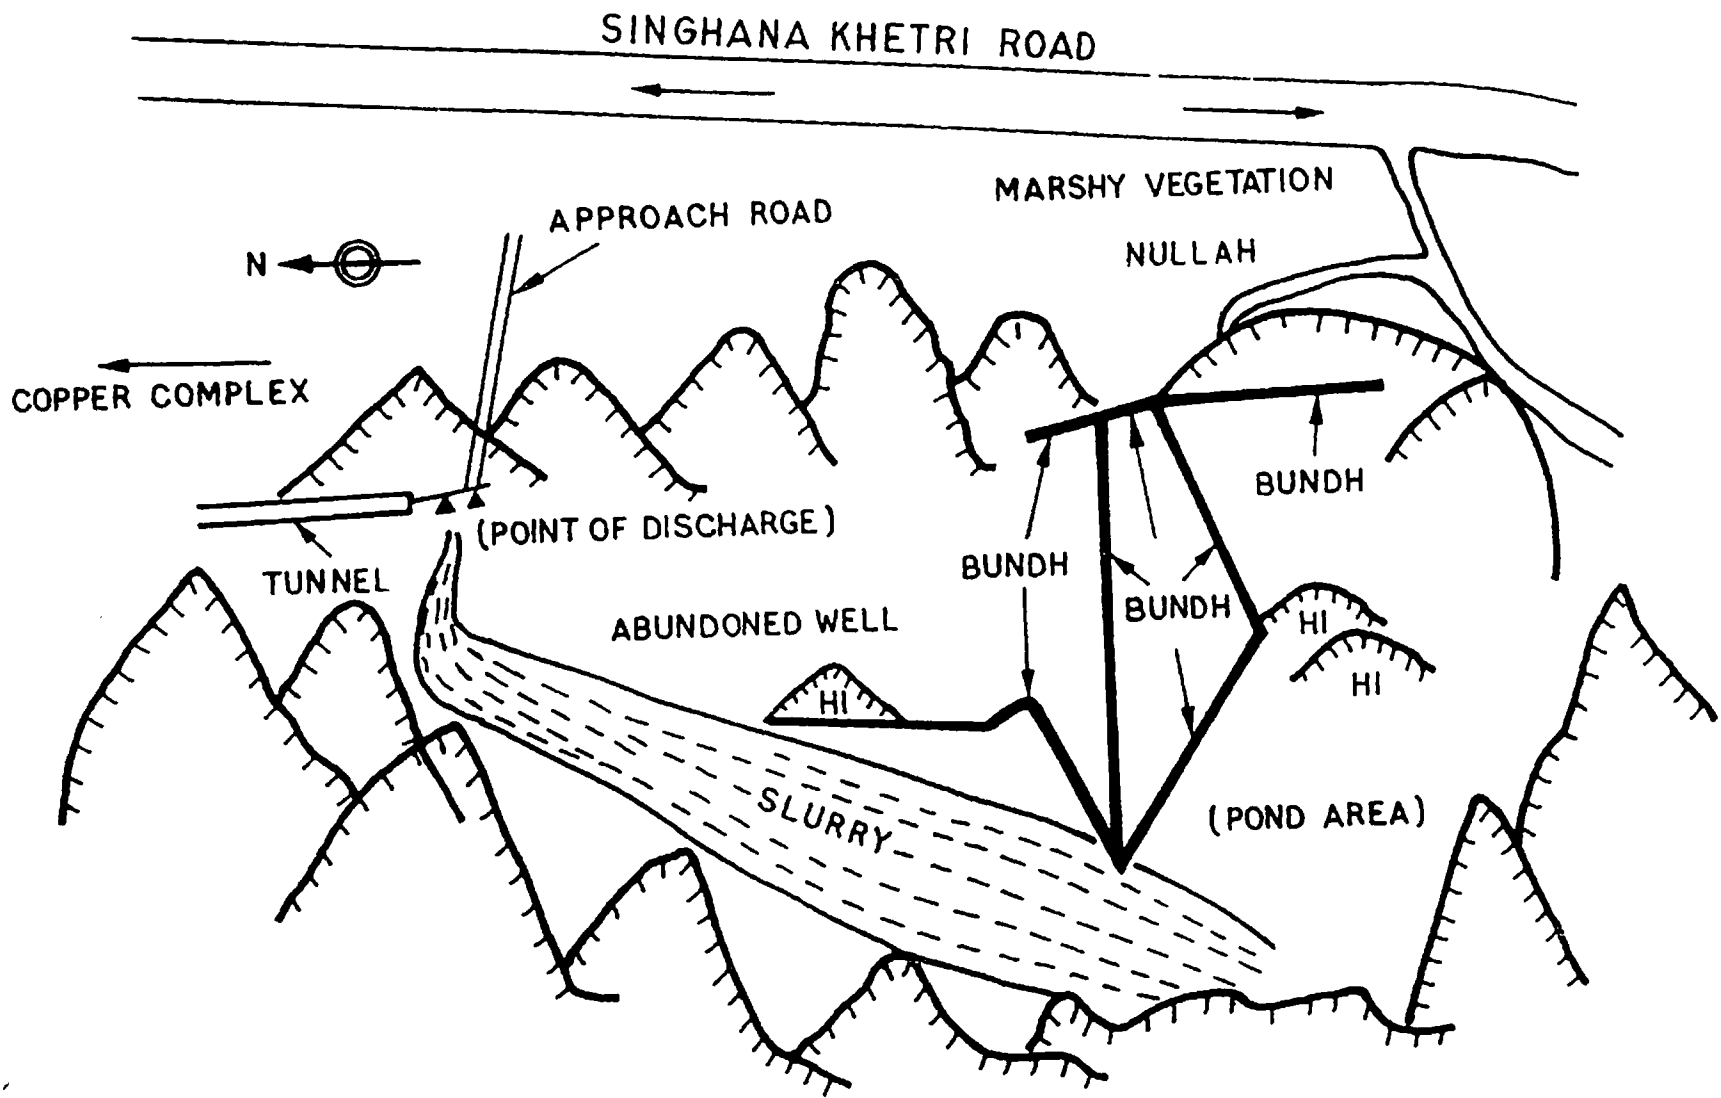 SINGHANA KHETRI ROAD
MARSHY VEGETATION
APPROACH ROAD
NULLAH
N
COPPER COMPLEX
BUNDH
(POINT OF DISCHARGE)
BUNDH
TUNNEL
BUNDH
ABUNDONED WELL
HI
HI
HI
SLURRY
(POND AREA)